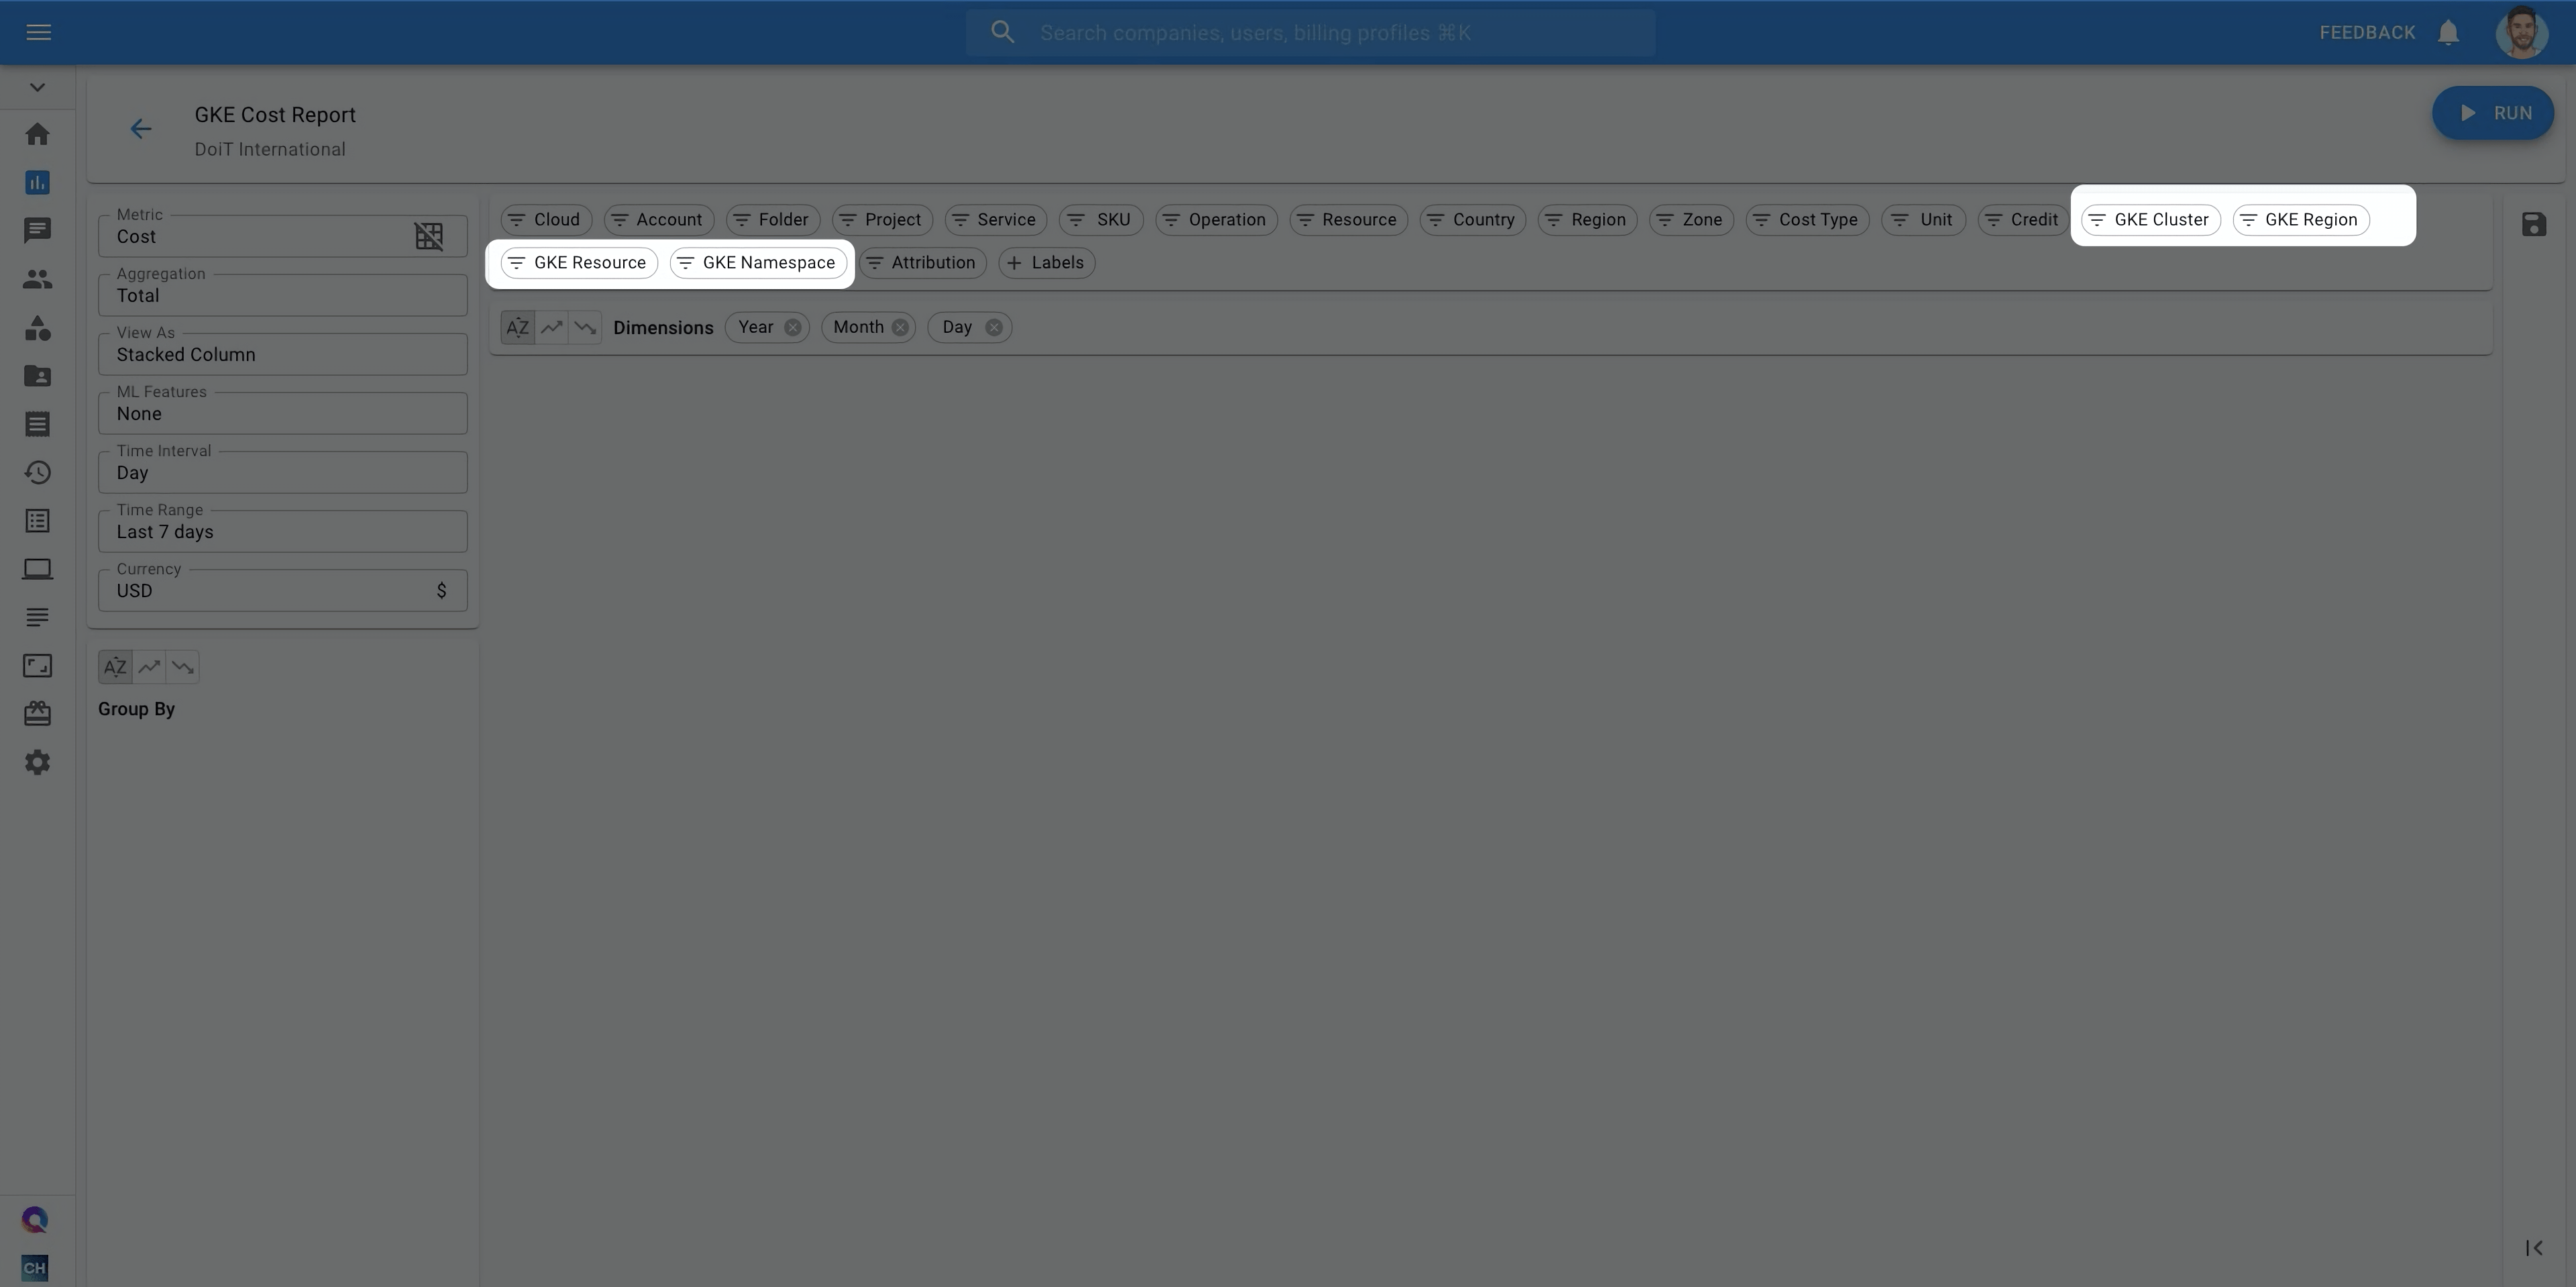 Search companies, users, billing profiles ⌘K
FEEDBACK
GKE Cost Report
DoiT International
RUN
Metric
Cost
Aggregation
Total
View As
Stacked Column
ML Features
None
Time Interval
Day
Time Range
Last 7 days
Currency
USD $
AZ
Group By
Cloud Account Folder Project Service SKU Operation Resource Country Region Zone Cost Type Unit Credit GKE Cluster GKE Region
GKE Resource GKE Namespace Attribution + Labels
AZ Dimensions Year Month Day
CH